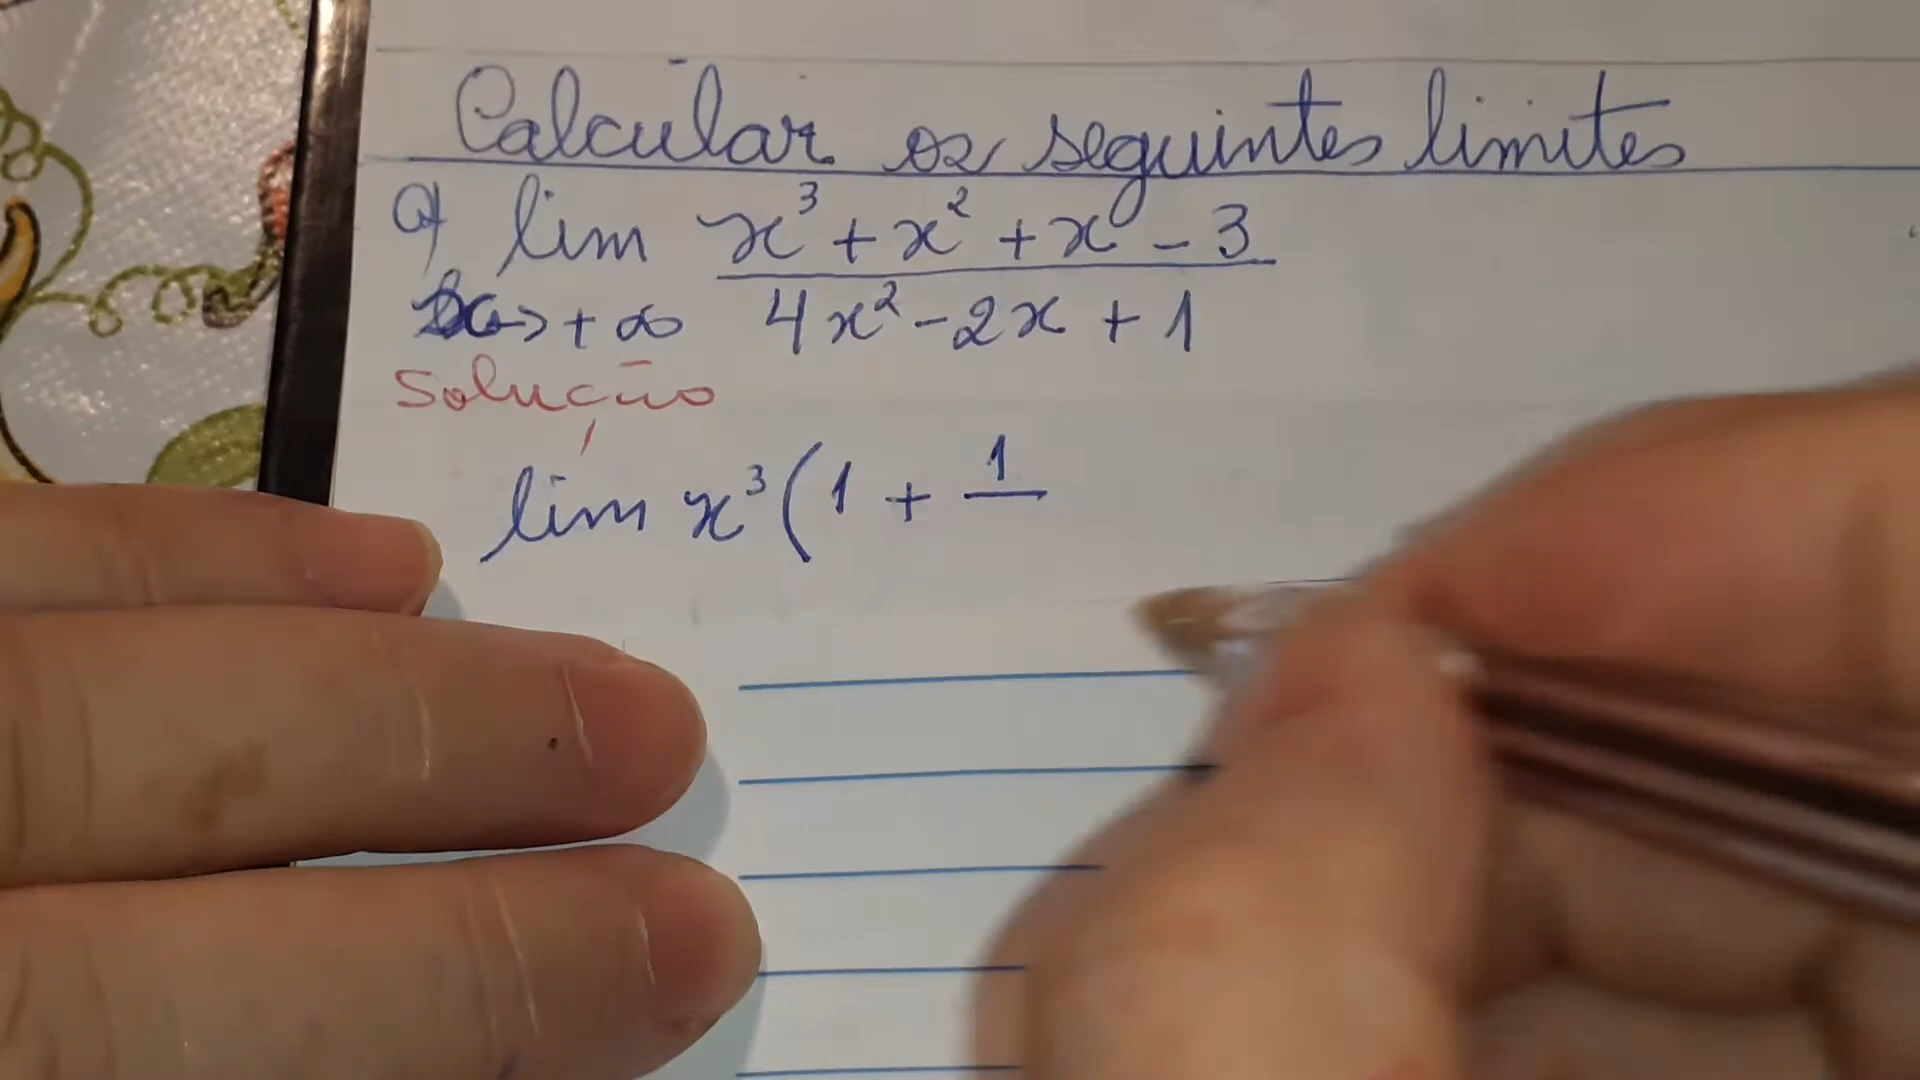 Calcular os seguintes limites
a) lim x³ + x² + x - 3
x→+∞ 4x² - 2x + 1
Solução
lim x³ ( 1 + 1